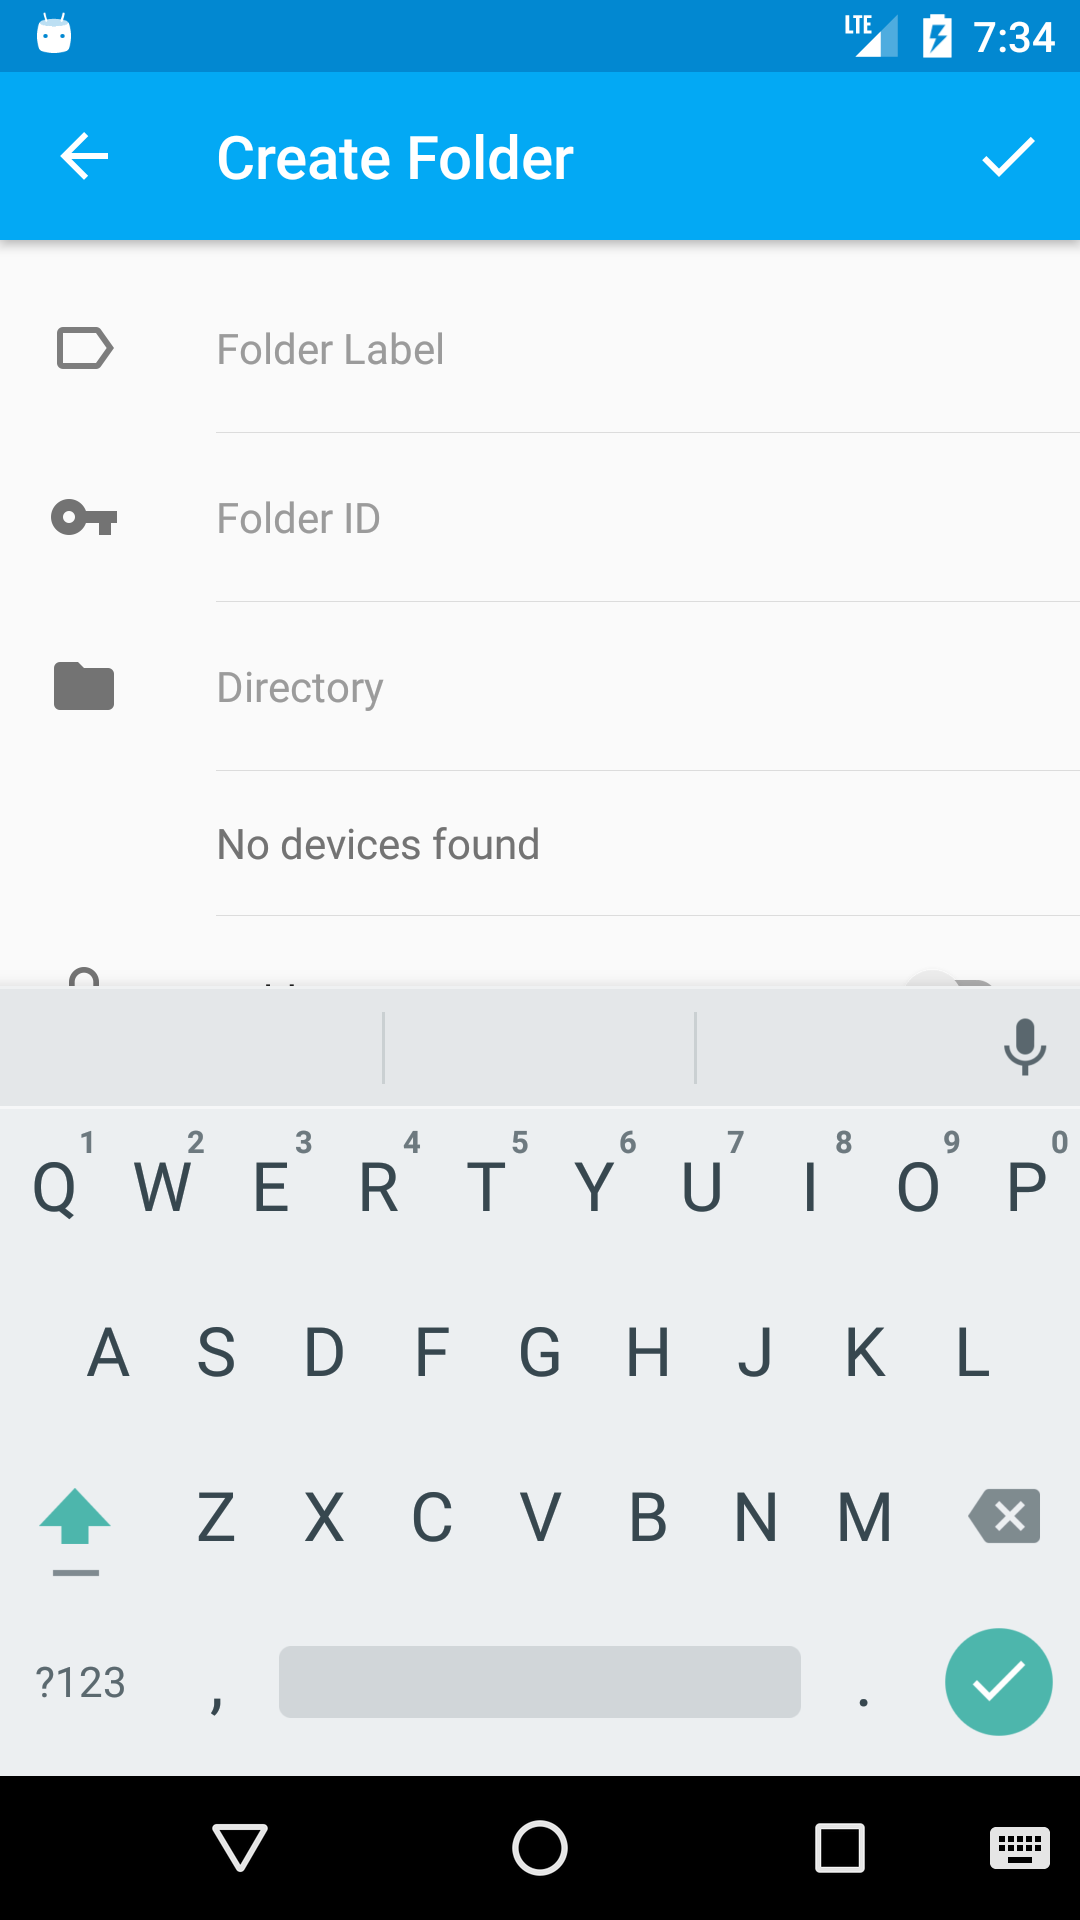 LTE 7:34
Create Folder
Folder Label
Folder ID
Directory
No devices found
1 2 3 4 5 6 7 8 9 0
Q W E R T Y U I O P
A S D F G H J K L
Z X C V B N M
?123 , .